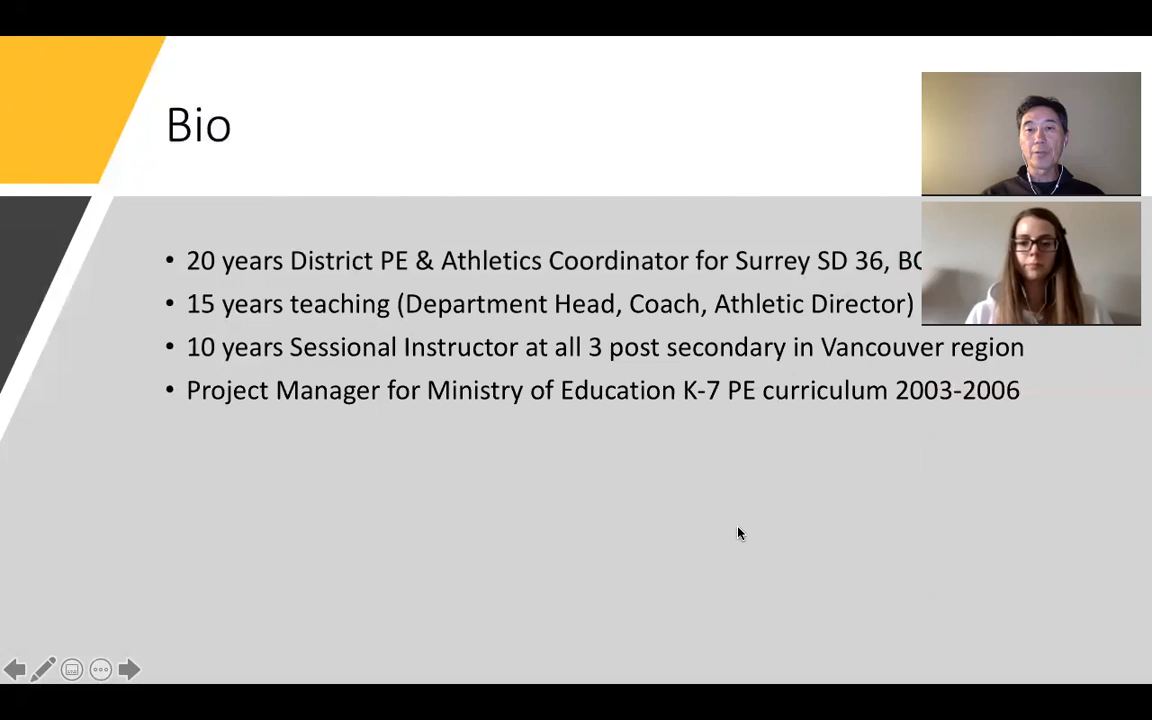 Bio
• 20 years District PE & Athletics Coordinator for Surrey SD 36, BC
• 15 years teaching (Department Head, Coach, Athletic Director)
• 10 years Sessional Instructor at all 3 post secondary in Vancouver region
• Project Manager for Ministry of Education K-7 PE curriculum 2003-2006